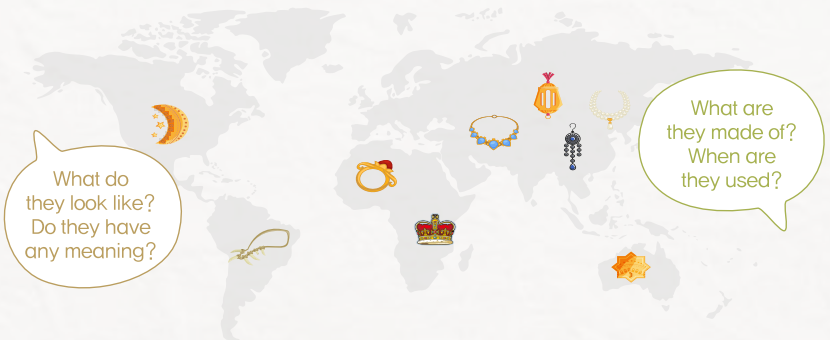 What do
they look like?
Do they have
any meaning?
What are
they made of?
When are
they used?